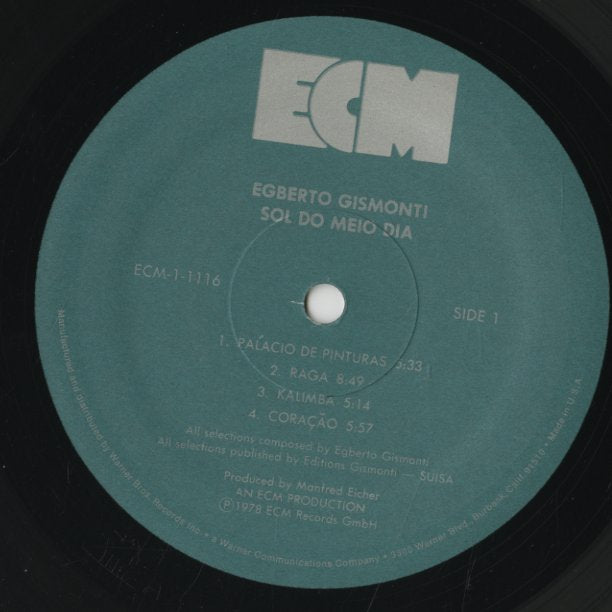 ECM
EGBERTO GISMONTI
SOL DO MEIO DIA
ECM-1-1116
SIDE 1
1. PALÁCIO DE PINTURAS 5:33
2. RAGA 8:49
3. KALIMBA 5:14
4. CORAÇÃO 5:57
All selections composed by Egberto Gismonti
All selections published by Editions Gismonti — SUISA
Produced by Manfred Eicher
AN ECM PRODUCTION
℗1978 ECM Records GmbH
Manufactured and distributed by Warner Bros. Records Inc. • a Warner Communications Company • 3300 Warner Blvd., Burbank, Calif. 91510 • Made in U.S.A.